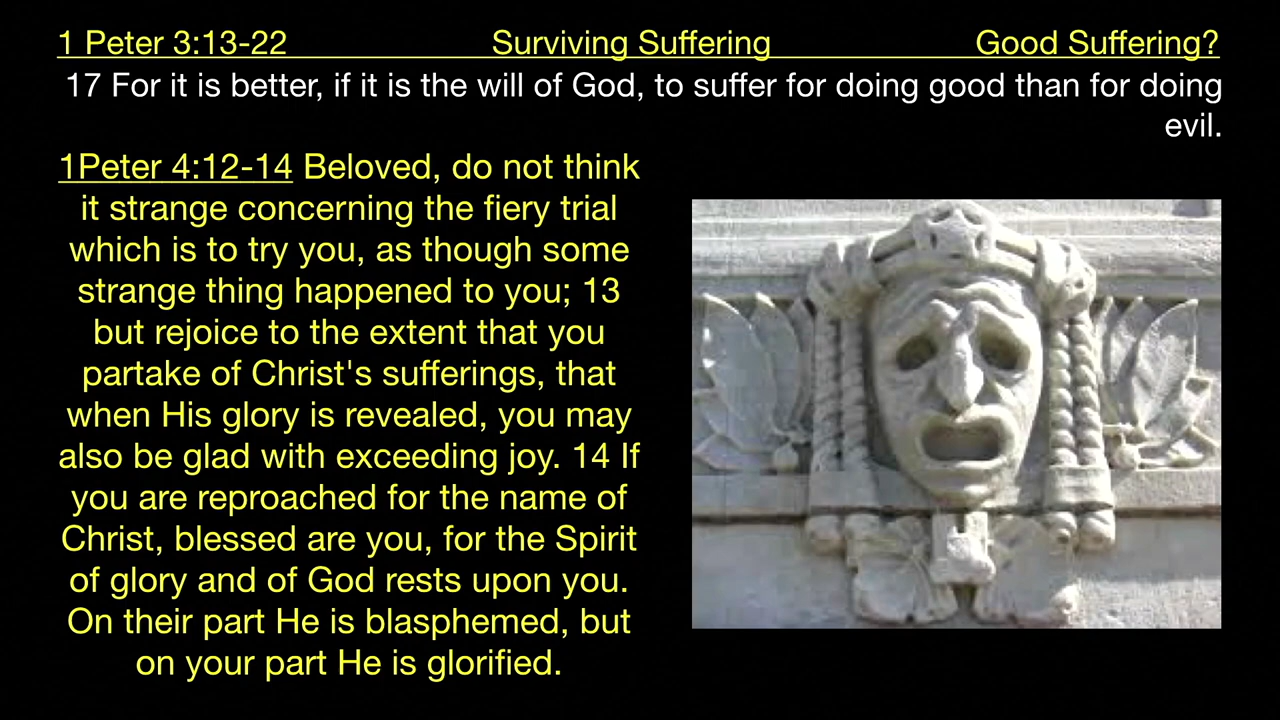 1 Peter 3:13-22 Surviving Suffering Good Suffering?
17 For it is better, if it is the will of God, to suffer for doing good than for doing
evil.
1Peter 4:12-14 Beloved, do not think
it strange concerning the fiery trial
which is to try you, as though some
strange thing happened to you; 13
but rejoice to the extent that you
partake of Christ's sufferings, that
when His glory is revealed, you may
also be glad with exceeding joy. 14 If
you are reproached for the name of
Christ, blessed are you, for the Spirit
of glory and of God rests upon you.
On their part He is blasphemed, but
on your part He is glorified.